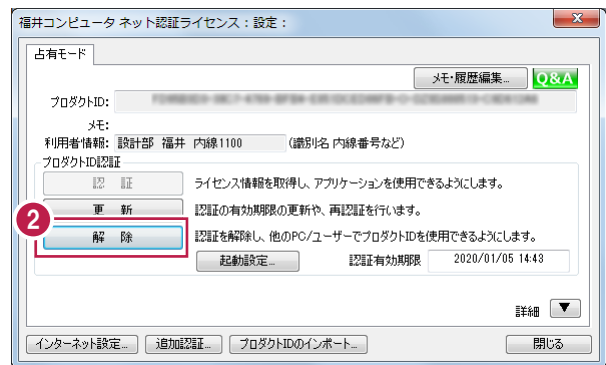 福井コンピュータ ネット認証ライセンス：設定：
占有モード
メモ・履歴編集...
Q&A
プロダクトID:
メモ:
利用者情報: 設計部 福井 内線1100 (識別名 内線番号など)
プロダクトID認証
認 証 ライセンス情報を取得し、アプリケーションを使用できるようにします。
更 新 認証の有効期限の更新や、再認証を行います。
2
解 除 認証を解除し、他のPC/ユーザーでプロダクトIDを使用できるようにします。
起動設定... 認証有効期限 2020/01/05 14:43
詳細 ▼
インターネット設定... 追加認証... プロダクトIDのインポート... 閉じる